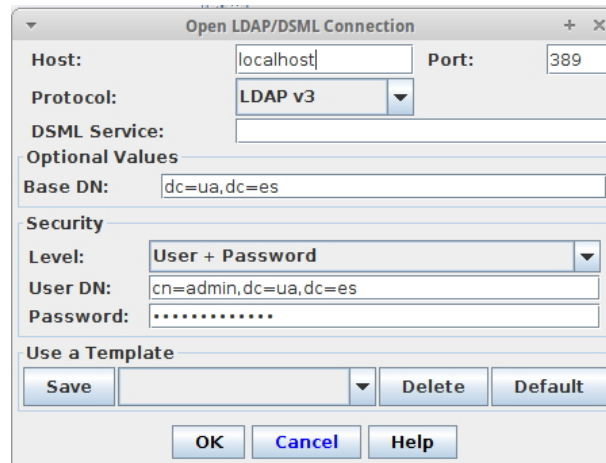 Open LDAP/DSML Connection
Host: localhost Port: 389
Protocol: LDAP v3
DSML Service:
Optional Values
Base DN: dc=ua,dc=es
Security
Level: User + Password
User DN: cn=admin,dc=ua,dc=es
Password: •••••••••••••
Use a Template
Save Delete Default
OK Cancel Help